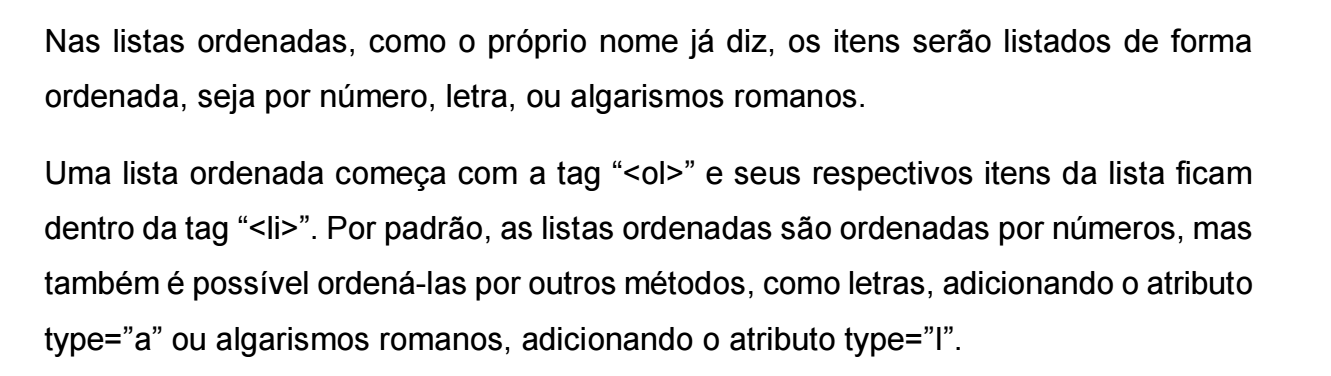 Nas listas ordenadas, como o próprio nome já diz, os itens serão listados de forma
ordenada, seja por número, letra, ou algarismos romanos.
Uma lista ordenada começa com a tag “<ol>” e seus respectivos itens da lista ficam
dentro da tag “<li>”. Por padrão, as listas ordenadas são ordenadas por números, mas
também é possível ordená-las por outros métodos, como letras, adicionando o atributo
type=”a” ou algarismos romanos, adicionando o atributo type=”I”.